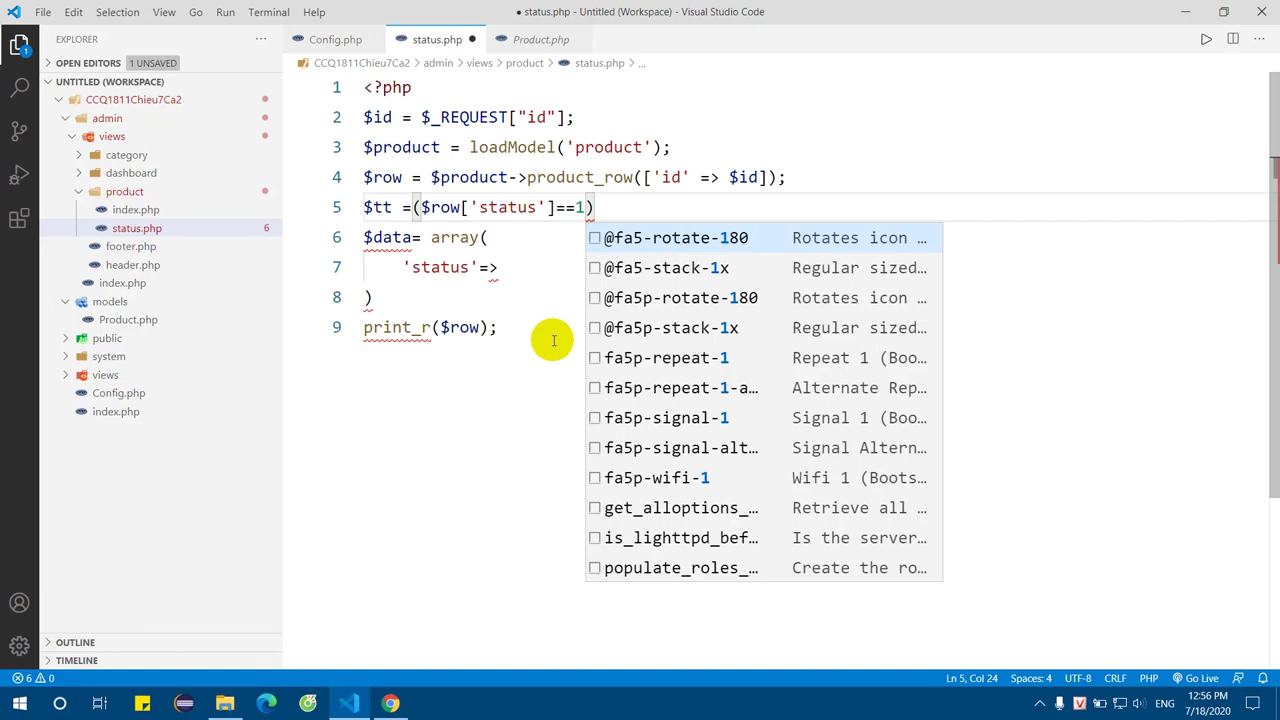 File Edit Selection View Go Run Terminal Help
● status.php - Untitled (Workspace) - Visual Studio Code
EXPLORER ...
OPEN EDITORS 1 UNSAVED
UNTITLED (WORKSPACE)
CCQ1811Chieu7Ca2
admin
views
category
dashboard
product
index.php
status.php 6
footer.php
header.php
index.php
models
Product.php
public
system
views
Config.php
index.php
OUTLINE
TIMELINE
1
Config.php status.php ● Product.php
CCQ1811Chieu7Ca2 > admin > views > product > status.php > ...
1 <?php
2 $id = $_REQUEST["id"];
3 $product = loadModel('product');
4 $row = $product->product_row(['id' => $id]);
5 $tt =($row['status']==1)
6 $data= array(
7 'status'=>
8 )
9 print_r($row);
@fa5-rotate-180 Rotates icon …
@fa5-stack-1x Regular sized…
@fa5p-rotate-180 Rotates icon …
@fa5p-stack-1x Regular sized…
fa5p-repeat-1 Repeat 1 (Boo…
fa5p-repeat-1-a… Alternate Rep…
fa5p-signal-1 Signal 1 (Boo…
fa5p-signal-alt… Signal Altern…
fa5p-wifi-1 Wifi 1 (Boots…
get_alloptions_… Retrieve all …
is_lighttpd_bef… Is the server…
populate_roles_… Create the ro…
6 0 Ln 5, Col 24 Spaces: 4 UTF-8 CRLF PHP Go Live
V ENG 12:56 PM
7/18/2020